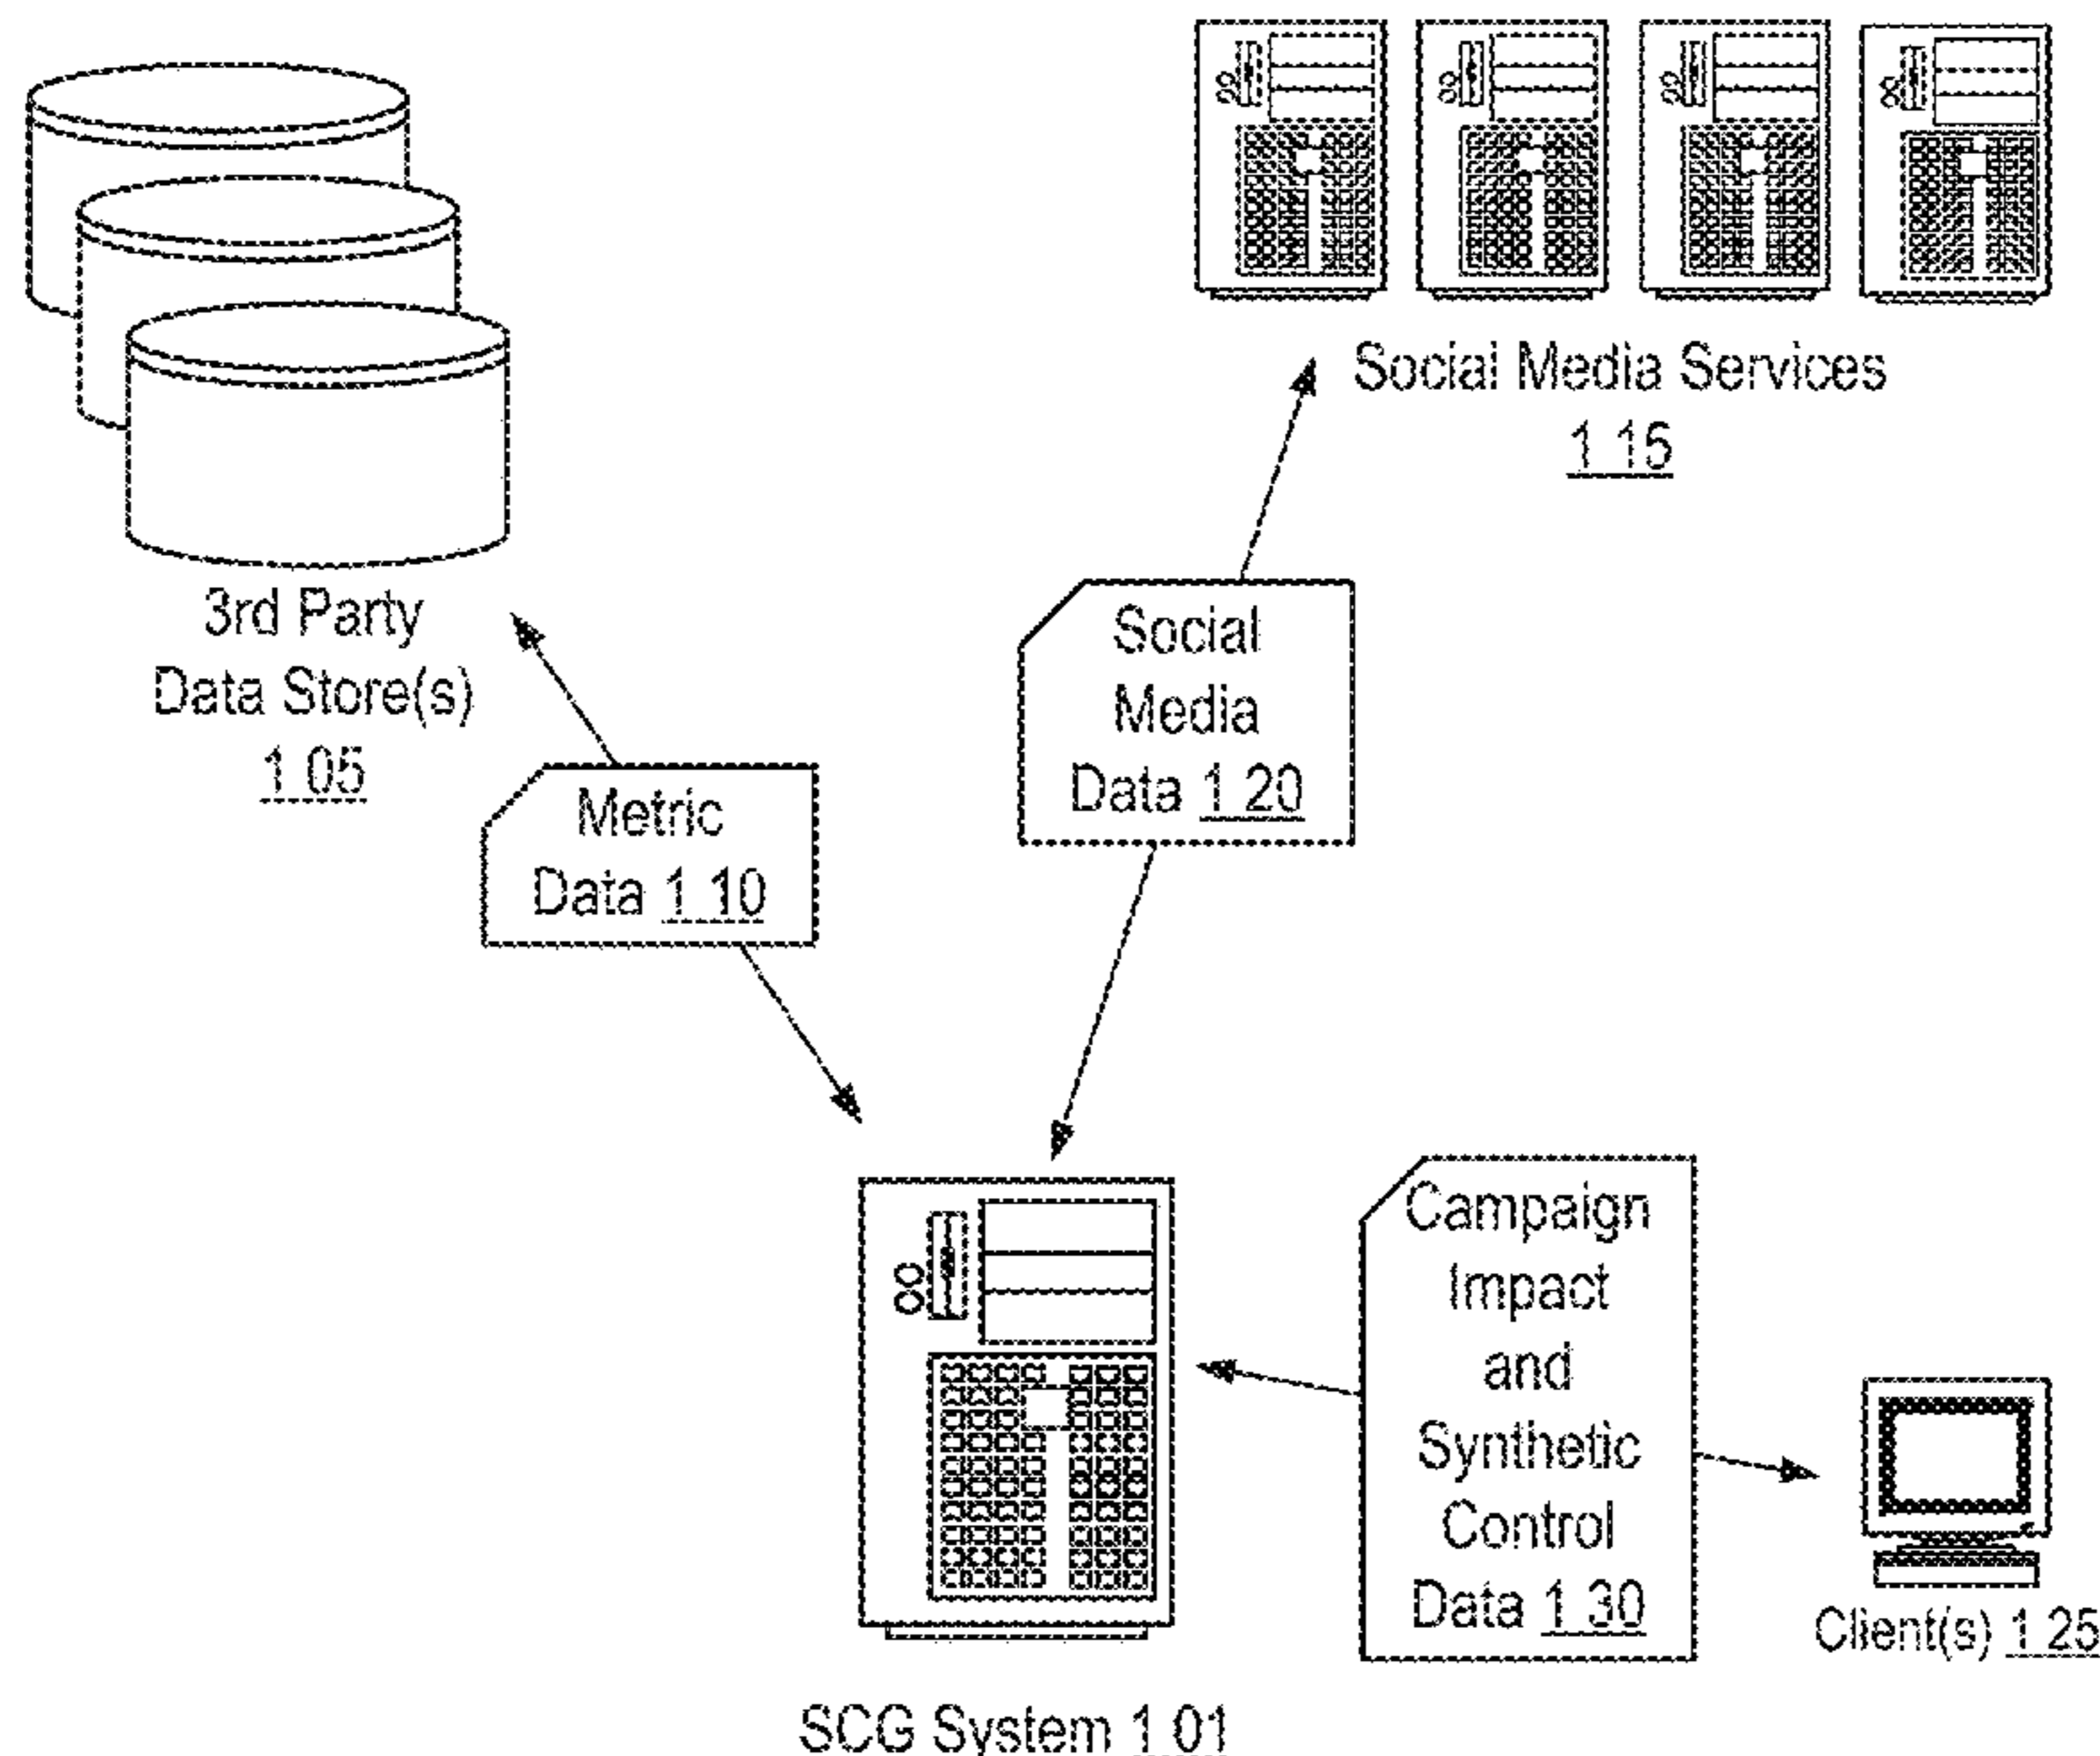 Social Media Services
1 15
3rd Party
Data Store(s)
1 05
Social
Media
Data 1 20
Metric
Data 1 10
Campaign
Impact
and
Synthetic
Control
Data 1 30
Client(s) 1 25
SCG System 1 01